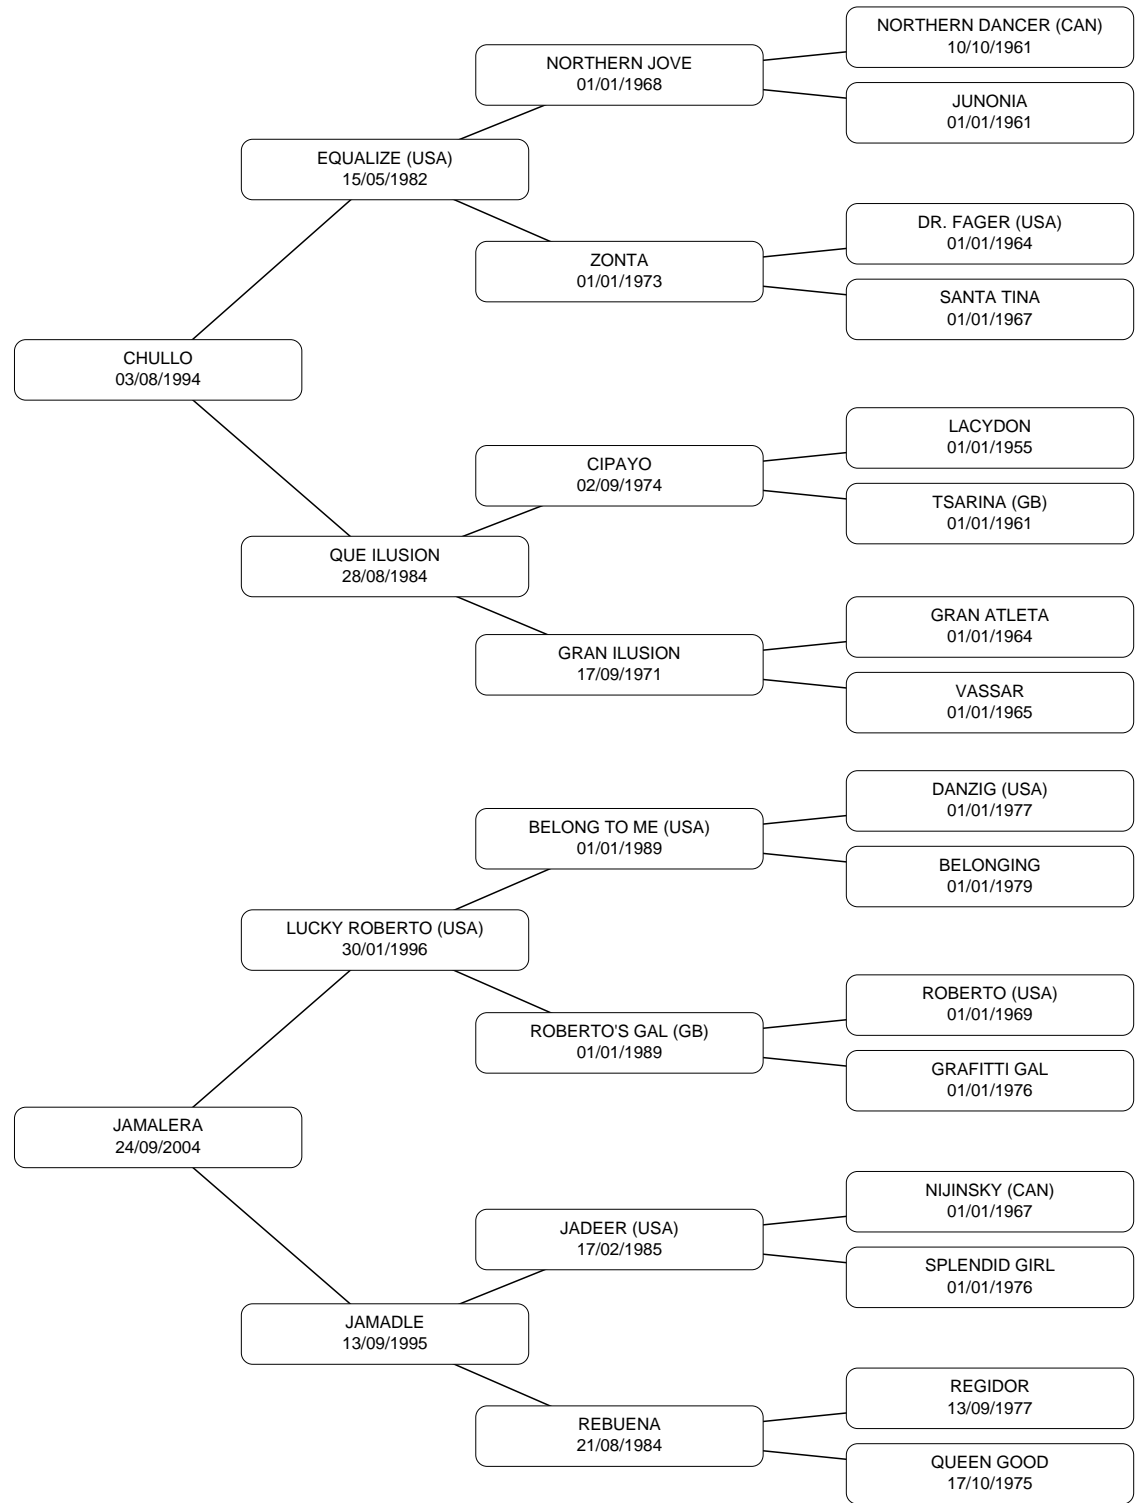 NORTHERN DANCER (CAN)
10/10/1961
NORTHERN JOVE
01/01/1968
JUNONIA
01/01/1961
EQUALIZE (USA)
15/05/1982
DR. FAGER (USA)
01/01/1964
ZONTA
01/01/1973
SANTA TINA
01/01/1967
CHULLO
03/08/1994
LACYDON
01/01/1955
CIPAYO
02/09/1974
TSARINA (GB)
01/01/1961
QUE ILUSION
28/08/1984
GRAN ATLETA
01/01/1964
GRAN ILUSION
17/09/1971
VASSAR
01/01/1965
DANZIG (USA)
01/01/1977
BELONG TO ME (USA)
01/01/1989
BELONGING
01/01/1979
LUCKY ROBERTO (USA)
30/01/1996
ROBERTO (USA)
01/01/1969
ROBERTO'S GAL (GB)
01/01/1989
GRAFITTI GAL
01/01/1976
JAMALERA
24/09/2004
NIJINSKY (CAN)
01/01/1967
JADEER (USA)
17/02/1985
SPLENDID GIRL
01/01/1976
JAMADLE
13/09/1995
REGIDOR
13/09/1977
REBUENA
21/08/1984
QUEEN GOOD
17/10/1975